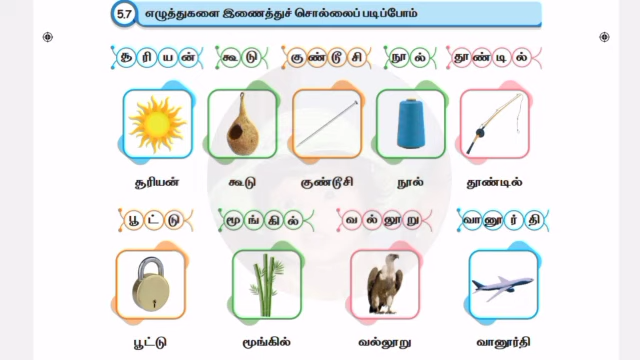 5.7 எழுத்துகளை இணைத்துச் சொல்லைப் படிப்போம்
சூ ரி ய ன் கூ டு கு ண் டூ சி நூ ல் தூ ண் டி ல்
சூரியன் கூடு குண்டூசி நூல் தூண்டில்
பூ ட் டு மூ ங் கி ல் வ ல் லூ று வா னூ ர் தி
பூட்டு மூங்கில் வல்லூறு வானூர்தி